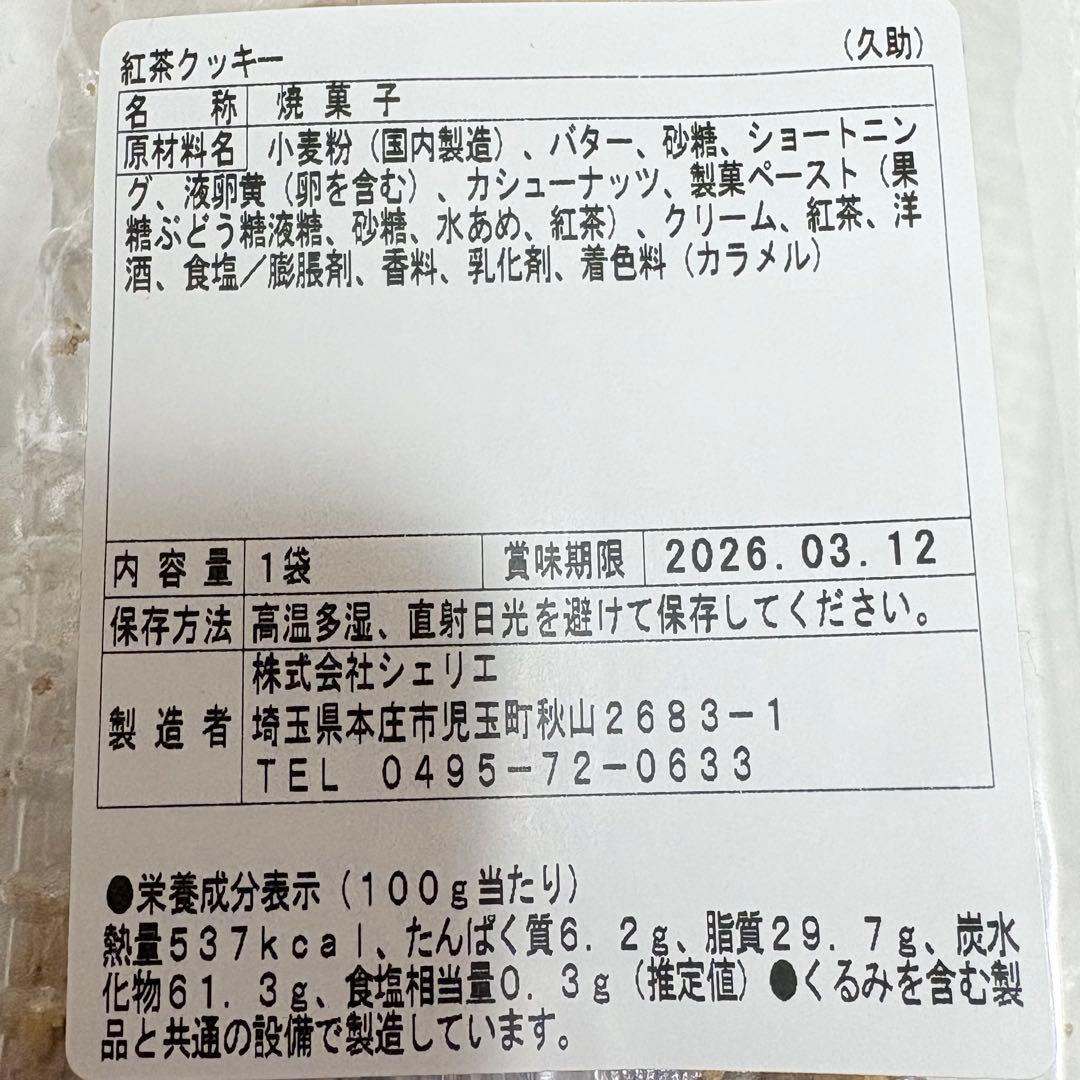 紅茶クッキー (久助)
名称 焼菓子
原材料名 小麦粉(国内製造)、バター、砂糖、ショートニン
グ、液卵黄(卵を含む)、カシューナッツ、製菓ペースト(果
糖ぶどう糖液糖、砂糖、水あめ、紅茶)、クリーム、紅茶、洋
酒、食塩/膨脹剤、香料、乳化剤、着色料(カラメル)
内容量 1袋 賞味期限 2026.03.12
保存方法 高温多湿、直射日光を避けて保存してください。
株式会社シェリエ
製造者 埼玉県本庄市児玉町秋山2683-1
TEL 0495-72-0633
●栄養成分表示(100g当たり)
熱量537kcal、たんぱく質6.2g、脂質29.7g、炭水
化物61.3g、食塩相当量0.3g(推定値)●くるみを含む製
品と共通の設備で製造しています。